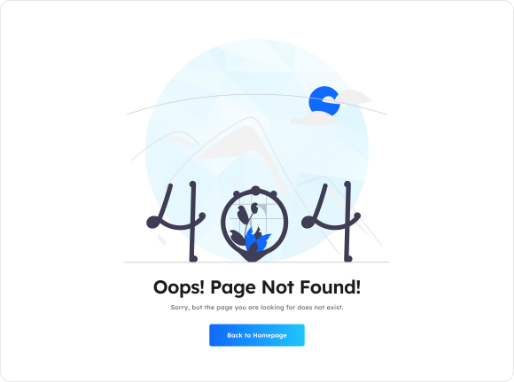 404
Oops! Page Not Found!
Sorry, but the page you are looking for does not exist.
Back to Homepage